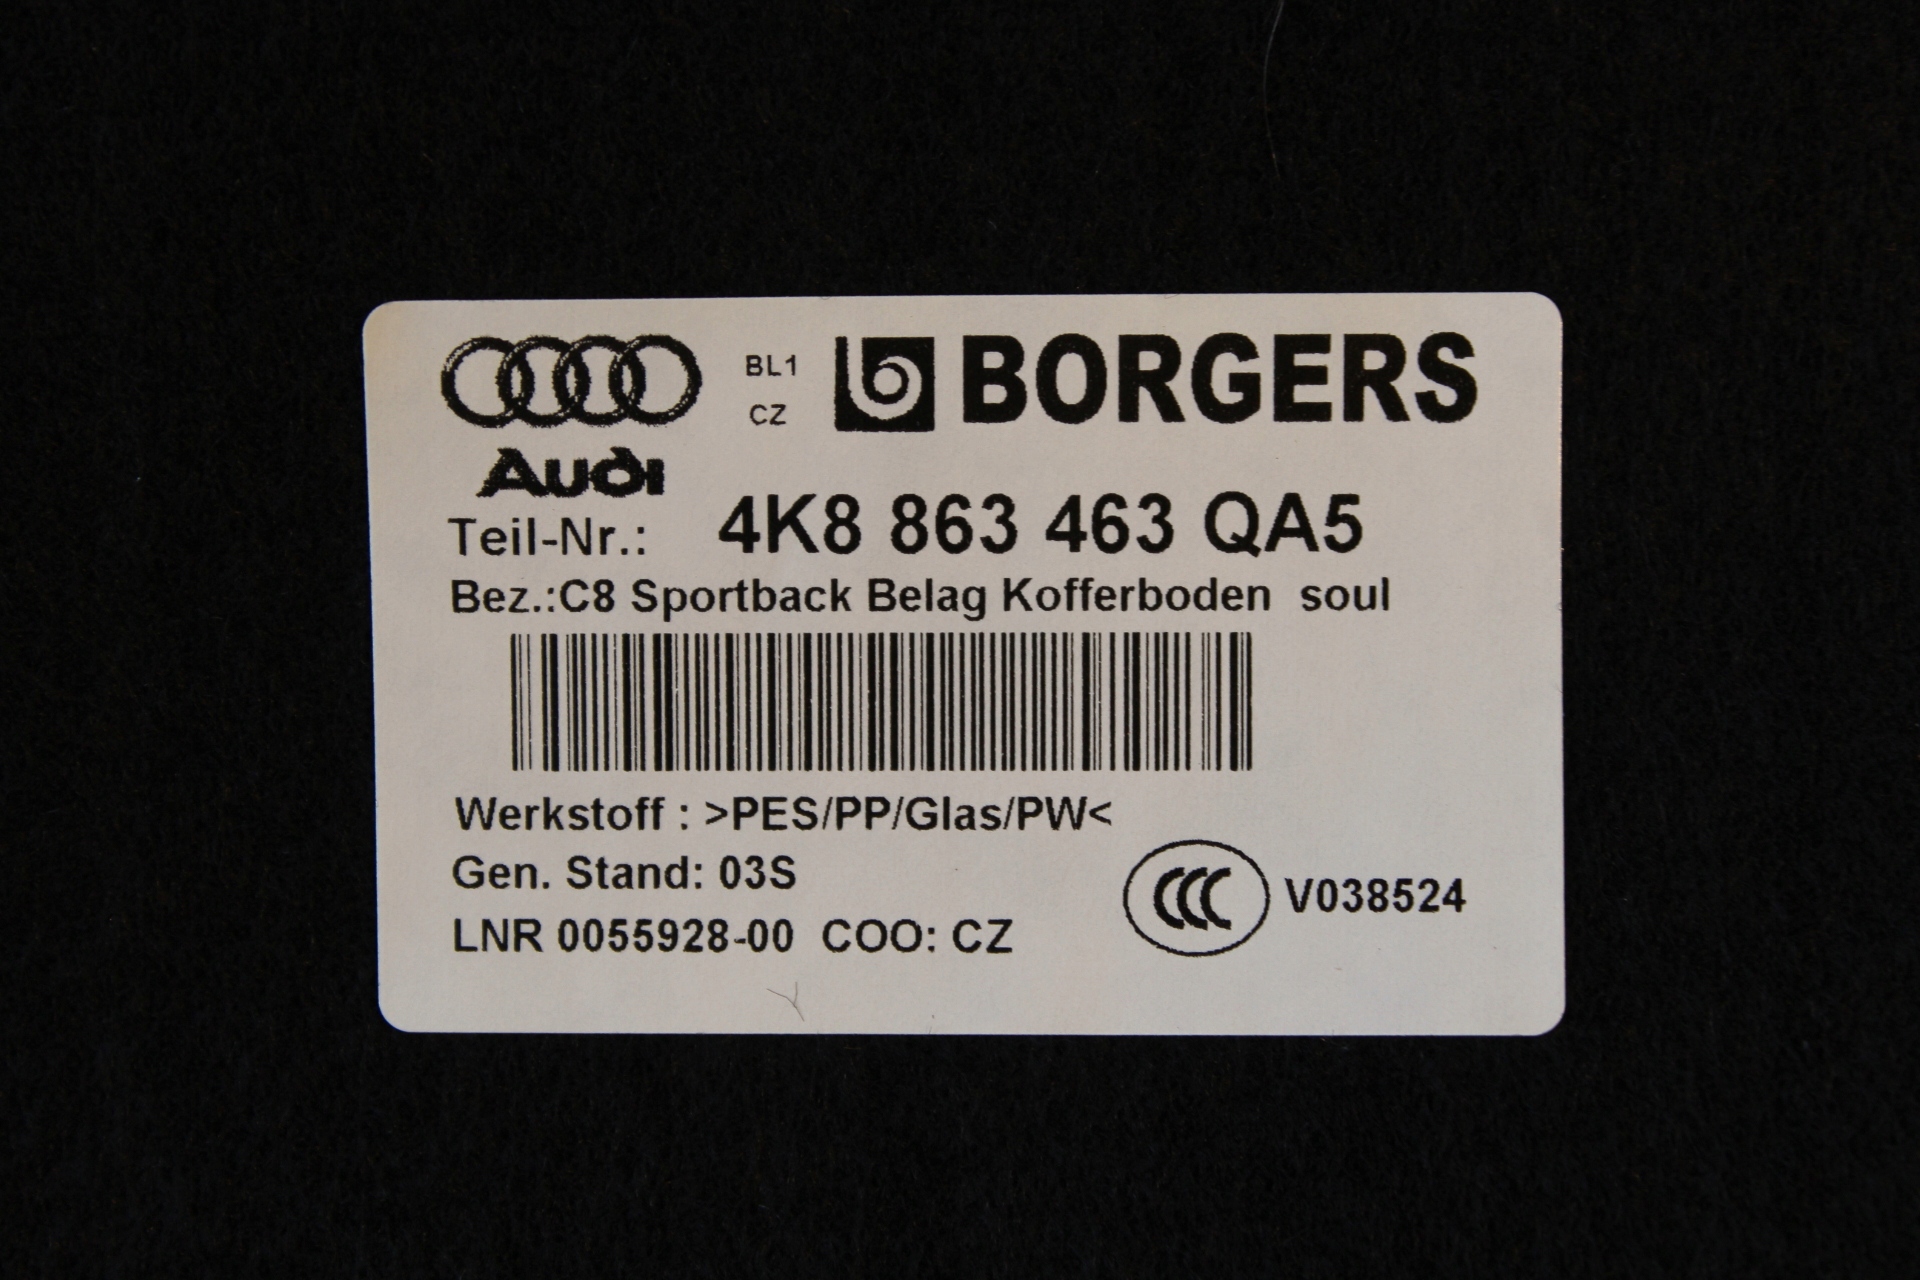 BL1 BORGERS
CZ
Audi
Teil-Nr.: 4K8 863 463 QA5
Bez.:C8 Sportback Belag Kofferboden soul
Werkstoff : >PES/PP/Glas/PW<
Gen. Stand: 03S
CCC V038524
LNR 0055928-00 COO: CZ